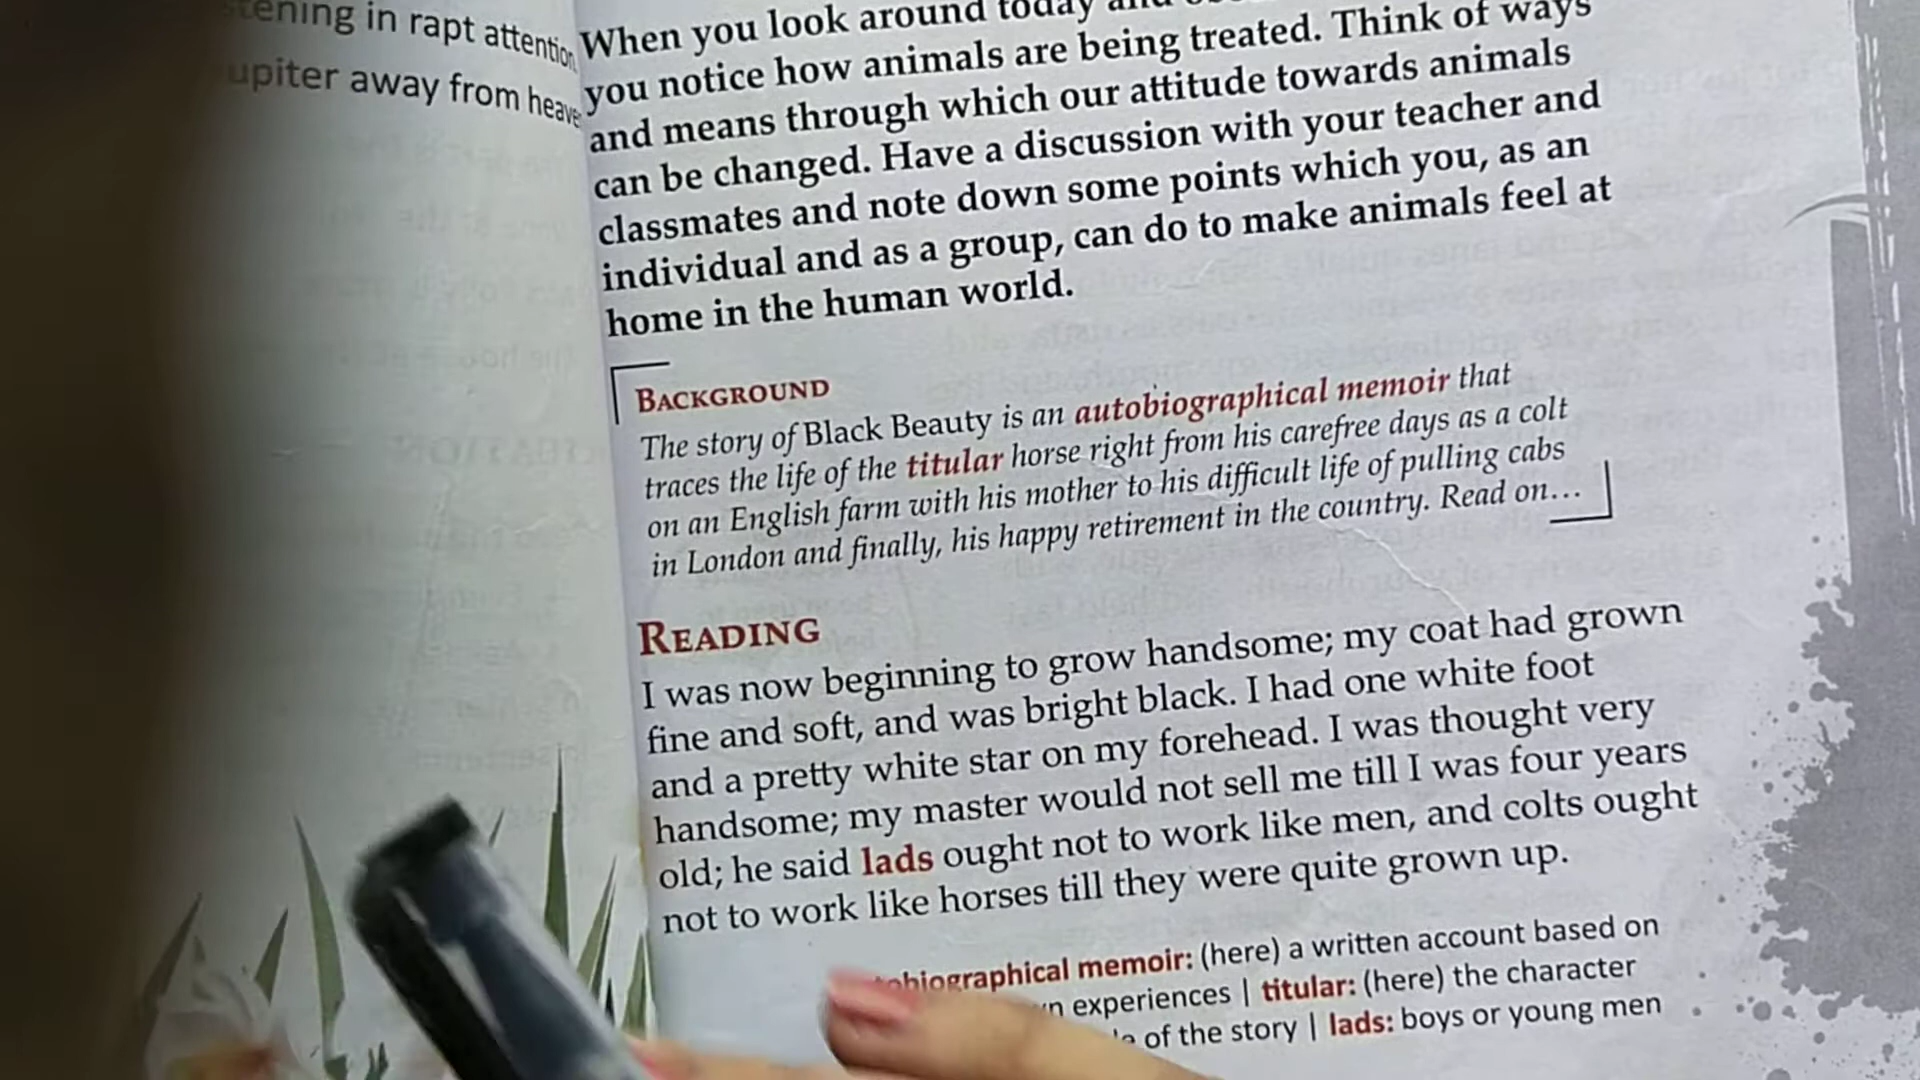 tening in rapt attention
upiter away from heave
When you look around today and
you notice how animals are being treated. Think of ways
and means through which our attitude towards animals
can be changed. Have a discussion with your teacher and
classmates and note down some points which you, as an
individual and as a group, can do to make animals feel at
home in the human world.
BACKGROUND
The story of Black Beauty is an autobiographical memoir that
traces the life of the titular horse right from his carefree days as a colt
on an English farm with his mother to his difficult life of pulling cabs
in London and finally, his happy retirement in the country. Read on...
READING
I was now beginning to grow handsome; my coat had grown
fine and soft, and was bright black. I had one white foot
and a pretty white star on my forehead. I was thought very
handsome; my master would not sell me till I was four years
old; he said lads ought not to work like men, and colts ought
not to work like horses till they were quite grown up.
obiographical memoir: (here) a written account based on
n experiences | titular: (here) the character
of the story | lads: boys or young men